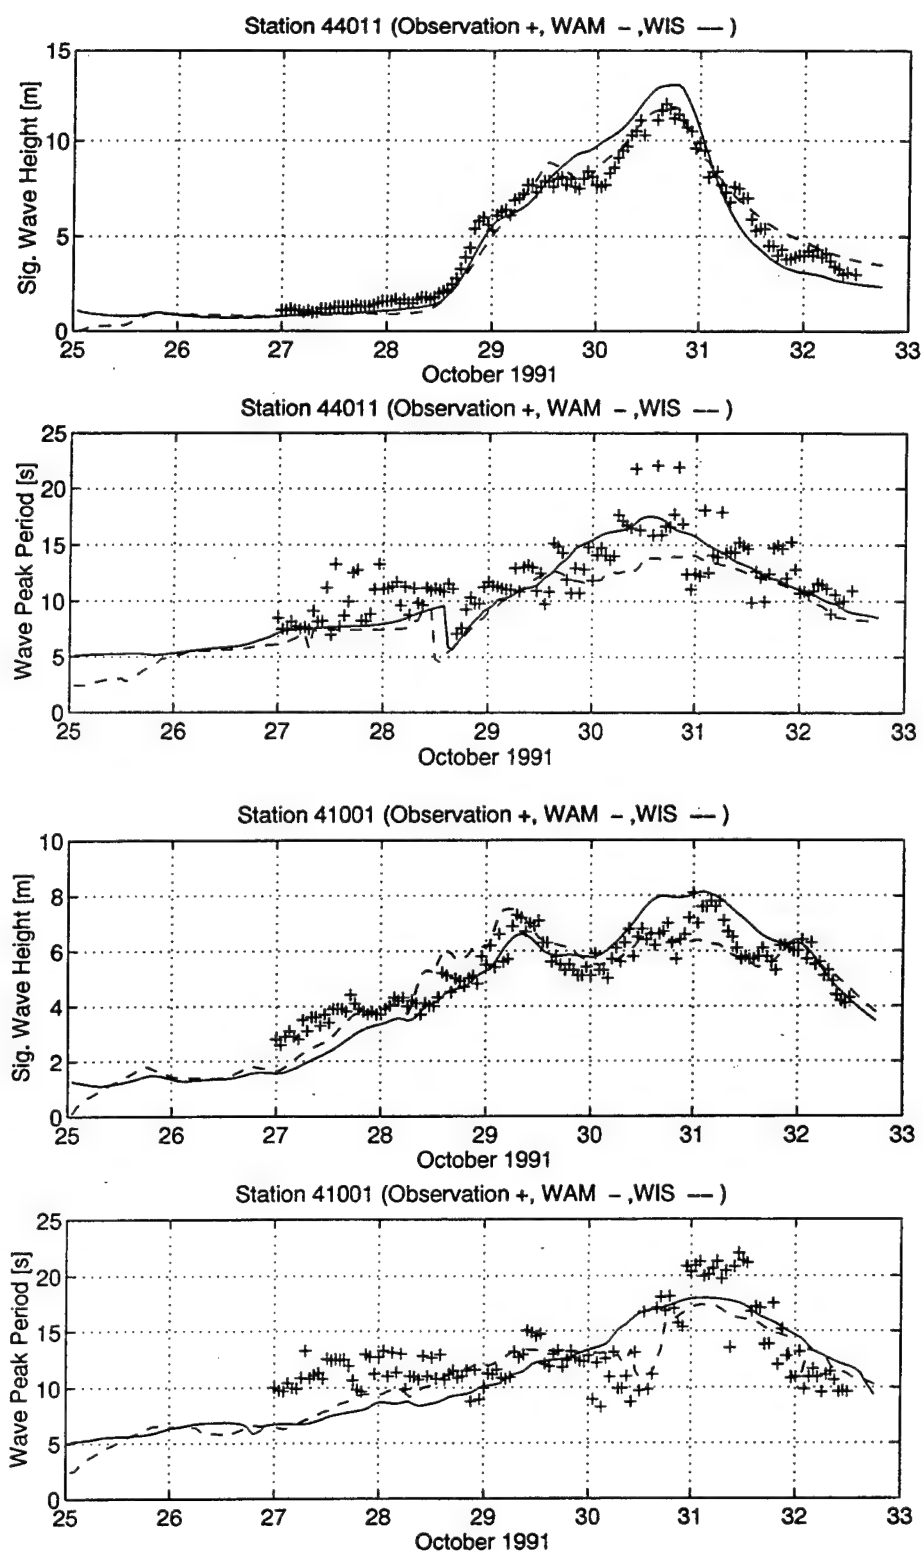 Station 44011 (Observation +, WAM – ,WIS –– )
Sig. Wave Height [m]
15
10
5
0
25 26 27 28 29 30 31 32 33
October 1991
Station 44011 (Observation +, WAM – ,WIS –– )
Wave Peak Period [s]
25
20
15
10
5
0
25 26 27 28 29 30 31 32 33
October 1991
Station 41001 (Observation +, WAM – ,WIS –– )
Sig. Wave Height [m]
10
8
6
4
2
0
25 26 27 28 29 30 31 32 33
October 1991
Station 41001 (Observation +, WAM – ,WIS –– )
Wave Peak Period [s]
25
20
15
10
5
0
25 26 27 28 29 30 31 32 33
October 1991